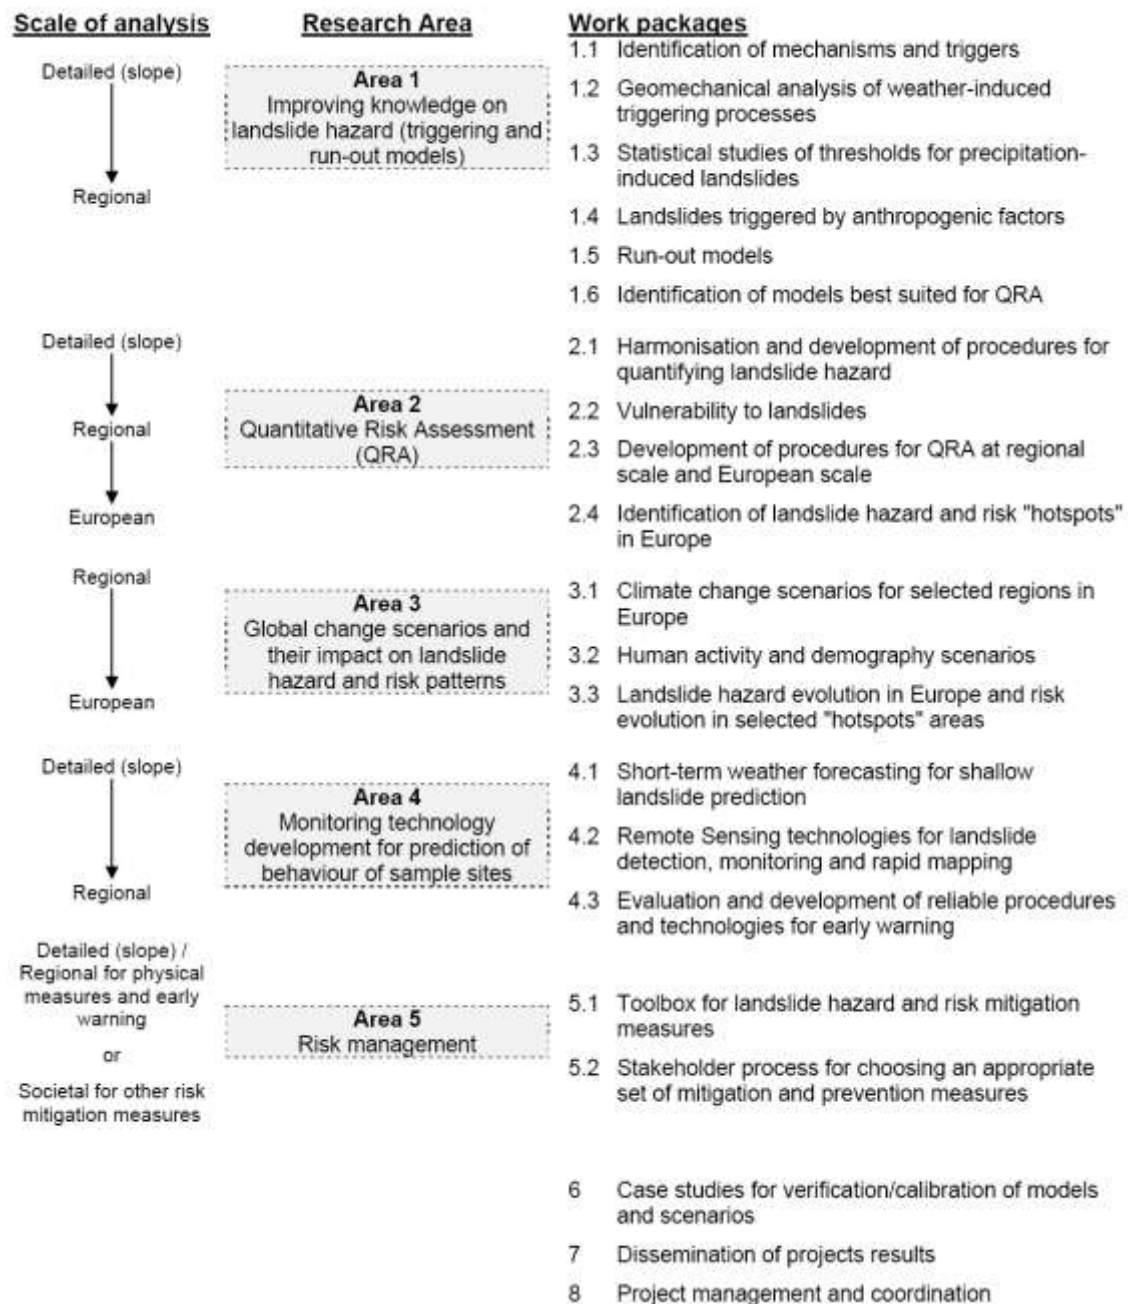 Scale of analysis
Research Area
Work packages
Detailed (slope)
Regional
Area 1
Improving knowledge on
landslide hazard (triggering and
run-out models)
1.1 Identification of mechanisms and triggers
1.2 Geomechanical analysis of weather-induced
triggering processes
1.3 Statistical studies of thresholds for precipitation-
induced landslides
1.4 Landslides triggered by anthropogenic factors
1.5 Run-out models
1.6 Identification of models best suited for QRA
Detailed (slope)
Regional
European
Area 2
Quantitative Risk Assessment
(QRA)
2.1 Harmonisation and development of procedures for
quantifying landslide hazard
2.2 Vulnerability to landslides
2.3 Development of procedures for QRA at regional
scale and European scale
2.4 Identification of landslide hazard and risk "hotspots"
in Europe
Regional
European
Area 3
Global change scenarios and
their impact on landslide
hazard and risk patterns
3.1 Climate change scenarios for selected regions in
Europe
3.2 Human activity and demography scenarios
3.3 Landslide hazard evolution in Europe and risk
evolution in selected "hotspots" areas
Detailed (slope)
Regional
Area 4
Monitoring technology
development for prediction of
behaviour of sample sites
4.1 Short-term weather forecasting for shallow
landslide prediction
4.2 Remote Sensing technologies for landslide
detection, monitoring and rapid mapping
4.3 Evaluation and development of reliable procedures
and technologies for early warning
Detailed (slope) /
Regional for physical
measures and early
warning
or
Societal for other risk
mitigation measures
Area 5
Risk management
5.1 Toolbox for landslide hazard and risk mitigation
measures
5.2 Stakeholder process for choosing an appropriate
set of mitigation and prevention measures
6 Case studies for verification/calibration of models
and scenarios
7 Dissemination of projects results
8 Project management and coordination